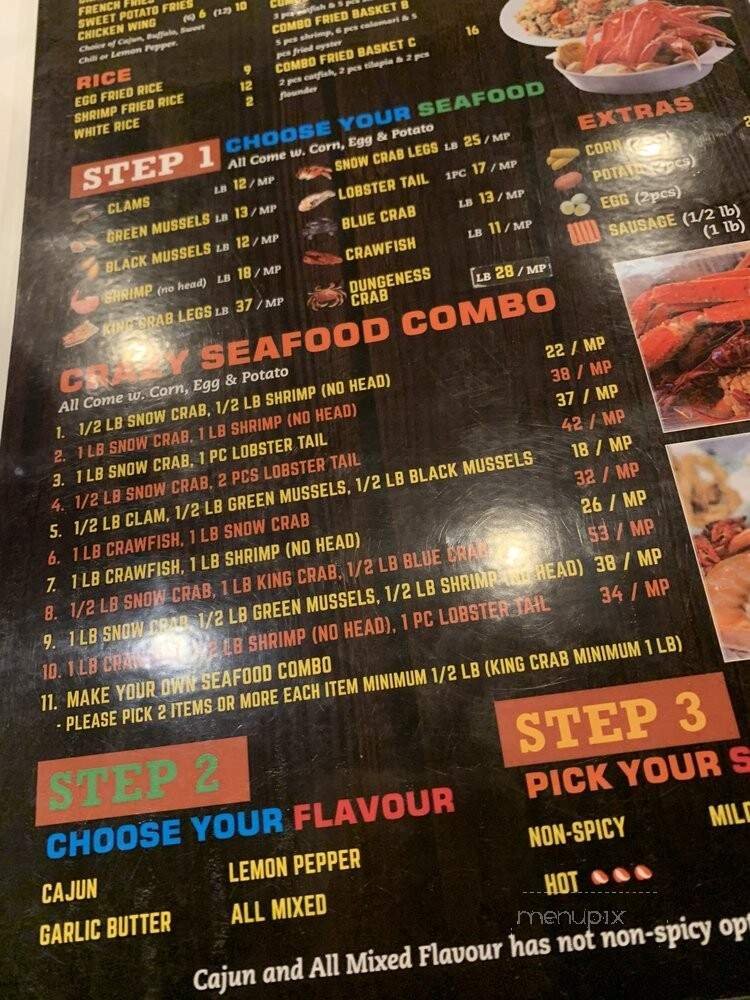 FRENCH FRIES
SWEET POTATO FRIES
CHICKEN WING (6) 6 (12) 10
Choice of Cajun, Buffalo, Sweet
Chili or Lemon Pepper.
RICE
EGG FRIED RICE 9
SHRIMP FRIED RICE 12
WHITE RICE 2
COMBO FRIED BASKET B
5 pcs shrimp, 6 pcs calamari & 5
pcs fried oyster
COMBO FRIED BASKET C 16
2 pcs catfish, 2 pcs tilapia & 2 pcs
flounder
STEP 1 CHOOSE YOUR SEAFOOD
All Come w. Corn, Egg & Potato
CLAMS LB 12 / MP
GREEN MUSSELS LB 13 / MP
BLACK MUSSELS LB 12 / MP
SHRIMP (no head) LB 18 / MP
KING CRAB LEGS LB 37 / MP
SNOW CRAB LEGS LB 25 / MP
LOBSTER TAIL 1PC 17 / MP
BLUE CRAB LB 13 / MP
CRAWFISH LB 11 / MP
DUNGENESS
CRAB LB 28 / MP
EXTRAS
CORN
POTATO
EGG (2pcs)
SAUSAGE (1/2 lb)
(1 lb)
CRAZY SEAFOOD COMBO
All Come w. Corn, Egg & Potato
1. 1/2 LB SNOW CRAB, 1/2 LB SHRIMP (NO HEAD) 22 / MP
2. 1 LB SNOW CRAB, 1 LB SHRIMP (NO HEAD) 38 / MP
3. 1 LB SNOW CRAB, 1 PC LOBSTER TAIL 37 / MP
4. 1/2 LB SNOW CRAB, 2 PCS LOBSTER TAIL 42 / MP
5. 1/2 LB CLAM, 1/2 LB GREEN MUSSELS, 1/2 LB BLACK MUSSELS 18 / MP
6. 1 LB CRAWFISH, 1 LB SNOW CRAB 32 / MP
7. 1 LB CRAWFISH, 1 LB SHRIMP (NO HEAD) 26 / MP
8. 1/2 LB SNOW CRAB, 1 LB KING CRAB, 1/2 LB BLUE CRAB 53 / MP
9. 1 LB SNOW CRAB, 1/2 LB GREEN MUSSELS, 1/2 LB SHRIMP (NO HEAD) 38 / MP
10. 1 LB CRAWFISH, 1/2 LB SHRIMP (NO HEAD), 1 PC LOBSTER TAIL 34 / MP
11. MAKE YOUR OWN SEAFOOD COMBO
- PLEASE PICK 2 ITEMS OR MORE EACH ITEM MINIMUM 1/2 LB (KING CRAB MINIMUM 1 LB)
STEP 2
CHOOSE YOUR FLAVOUR
CAJUN
GARLIC BUTTER
LEMON PEPPER
ALL MIXED
STEP 3
PICK YOUR
NON-SPICY
MILD
HOT
menupix
Cajun and All Mixed Flavour has not non-spicy